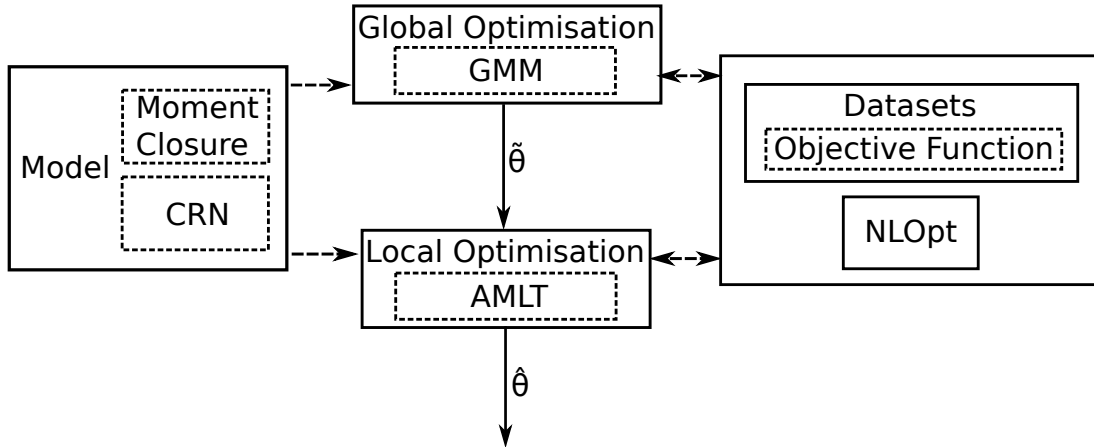 Global Optimisation
GMM
Model
Moment
Closure
CRN
Datasets
Objective Function
NLOpt
θ̃
Local Optimisation
AMLT
θ̂